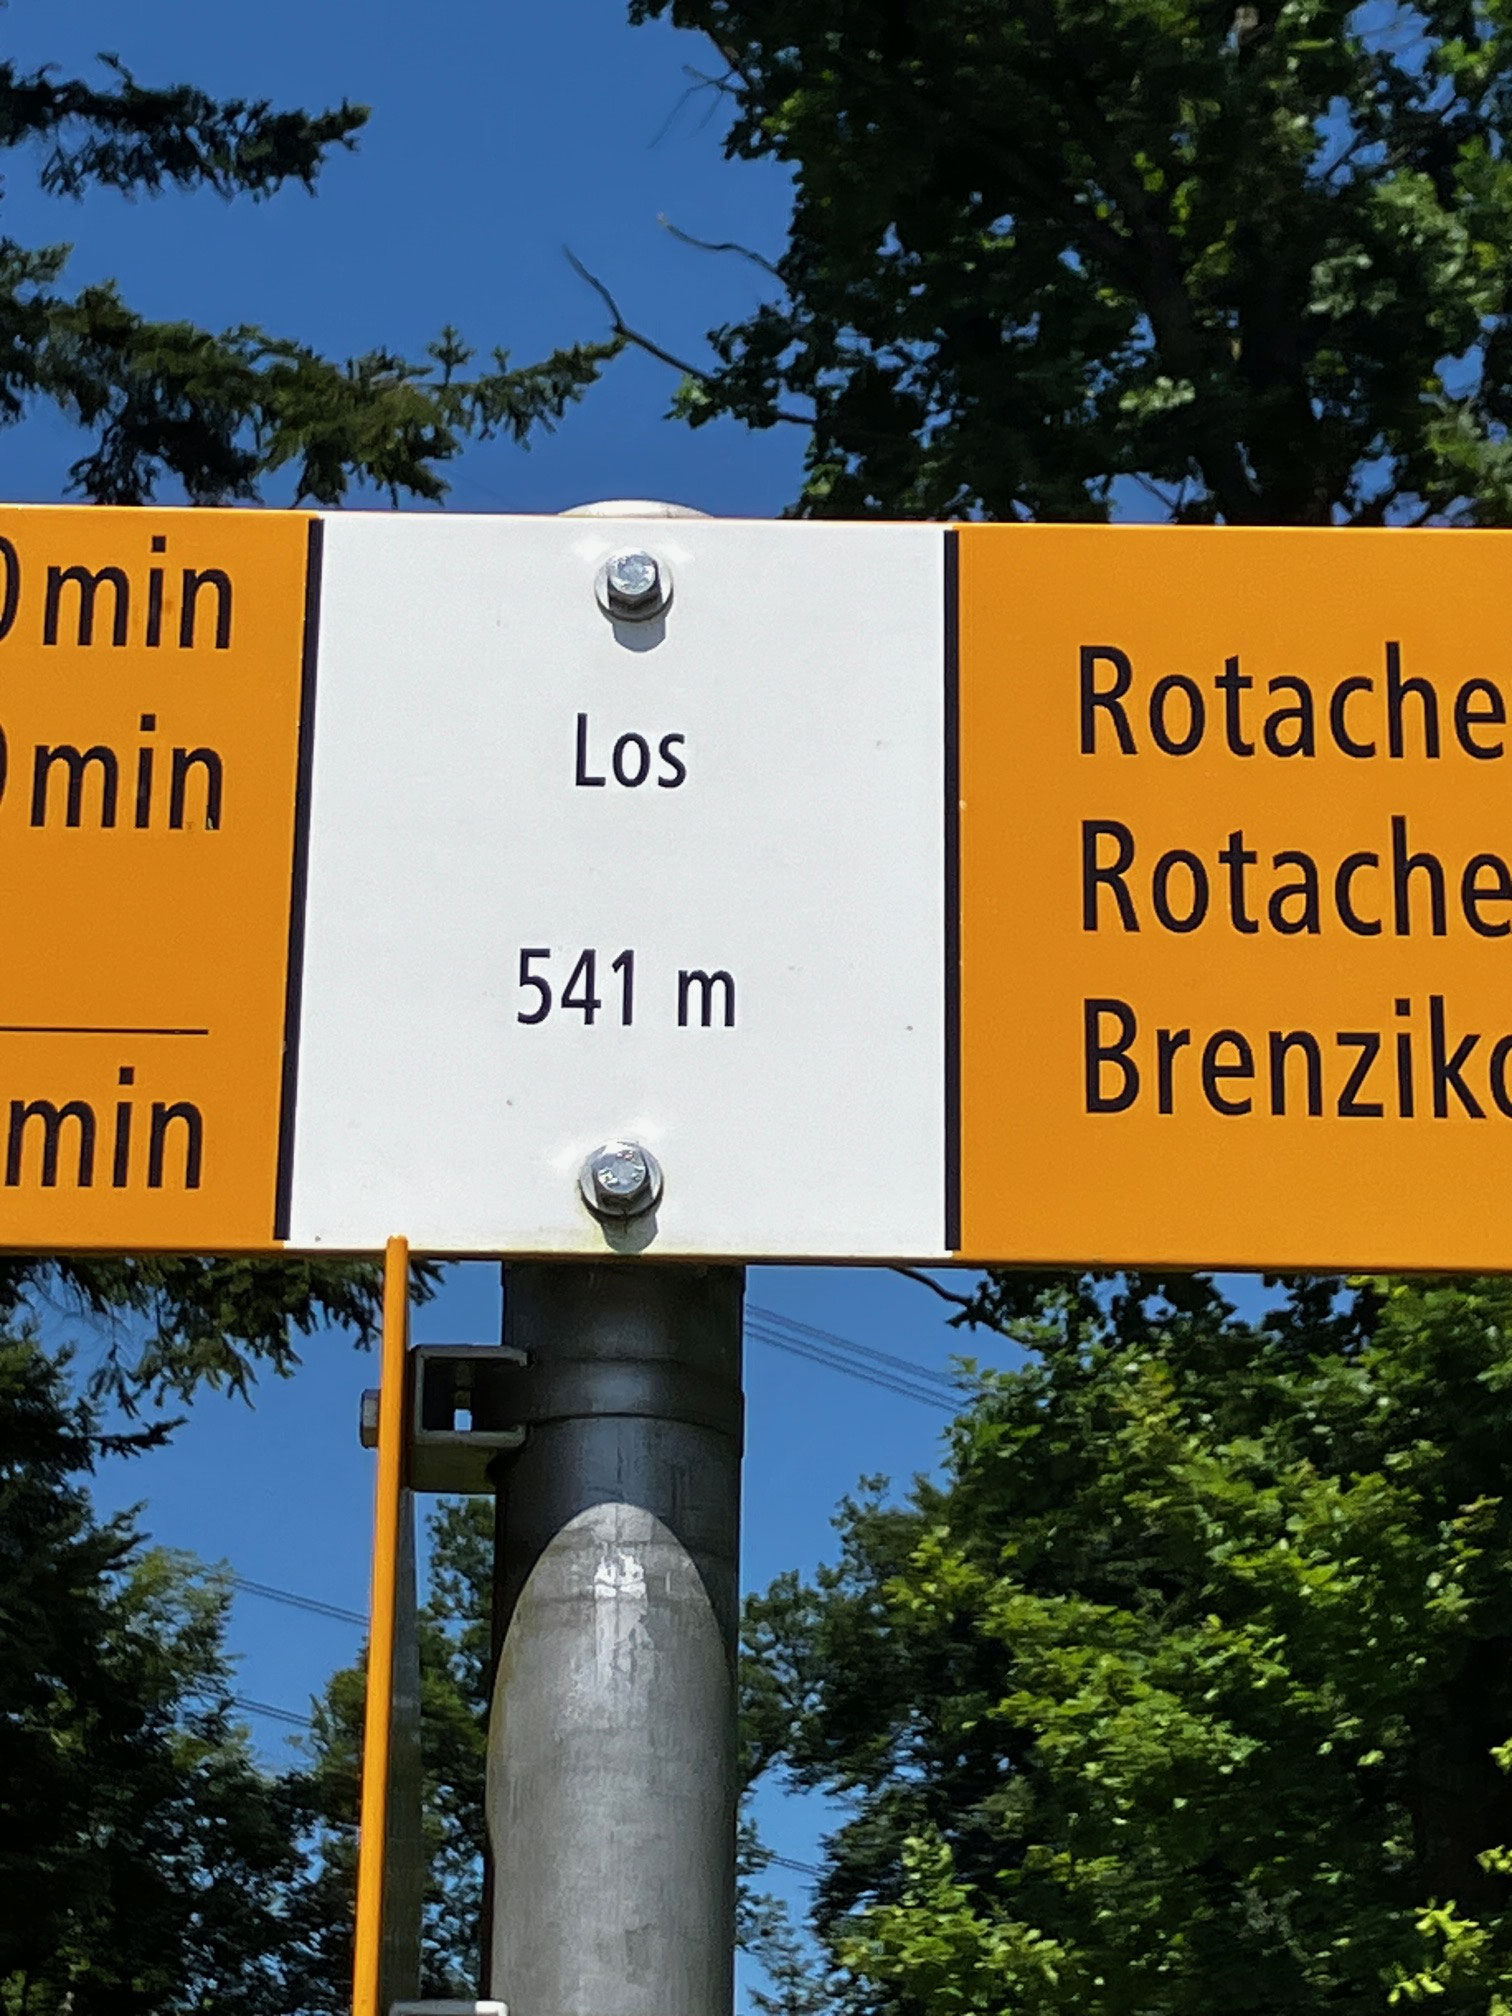 min
min
min
Los
541 m
Rotache
Rotache
Brenziko